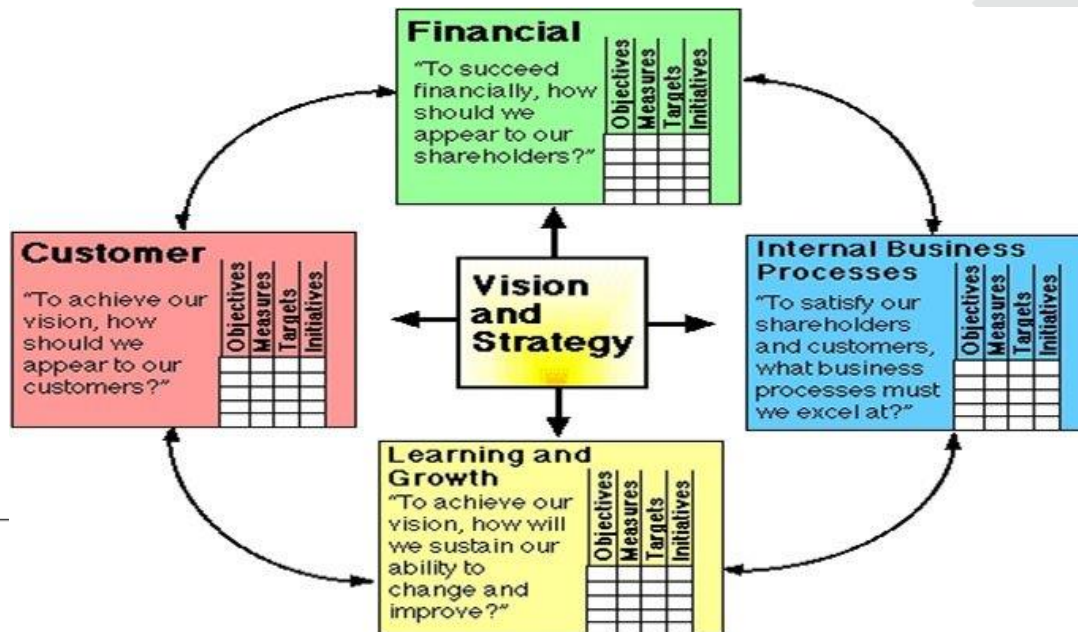 Financial
"To succeed
financially, how
should we
appear to our
shareholders?"
Objectives
Measures
Targets
Initiatives
Customer
"To achieve our
vision, how
should we
appear to our
customers?"
Objectives
Measures
Targets
Initiatives
Vision
and
Strategy
Internal Business
Processes
"To satisfy our
shareholders
and customers,
what business
processes must
we excel at?"
Objectives
Measures
Targets
Initiatives
Learning and
Growth
"To achieve our
vision, how will
we sustain our
ability to
change and
improve?"
Objectives
Measures
Targets
Initiatives